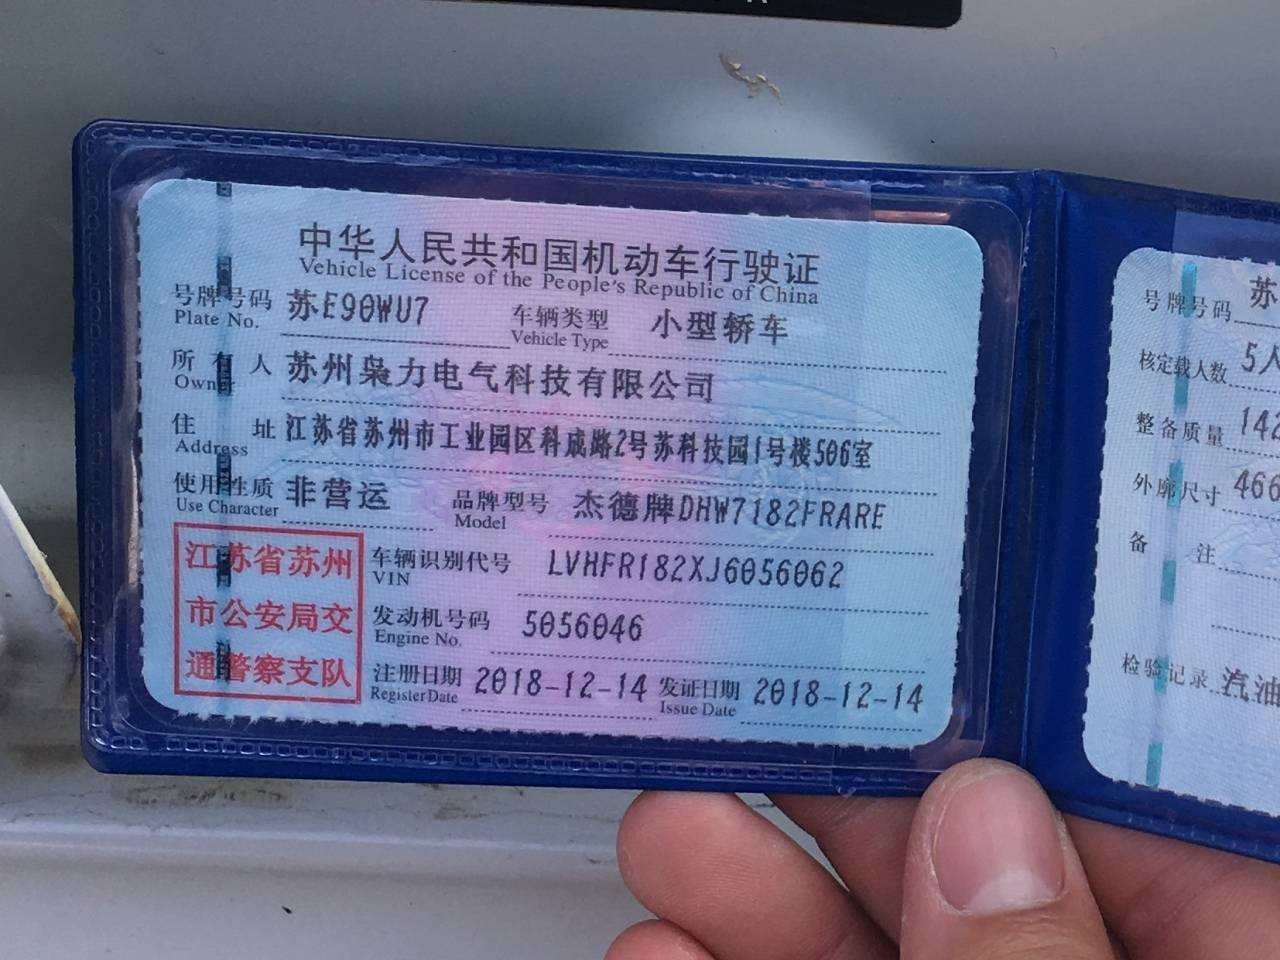 中华人民共和国机动车行驶证
Vehicle License of the People's Republic of China
号牌号码 苏E90WU7 车辆类型 小型轿车
Plate No. Vehicle Type
所有人 苏州枭力电气科技有限公司
Owner
住址 江苏省苏州市工业园区科成路2号苏科技园1号楼506室
Address
使用性质 非营运 品牌型号 杰德牌DHW7182FRARE
Use Character Model
江苏省苏州
市公安局交
通警察支队
车辆识别代号 LVHFR182XJ6056062
VIN
发动机号码 5056046
Engine No.
注册日期 2018-12-14 发证日期 2018-12-14
Register Date Issue Date
号牌号码 苏
核定载人数 5人
整备质量 142
外廓尺寸 466
备注
检验记录 汽油